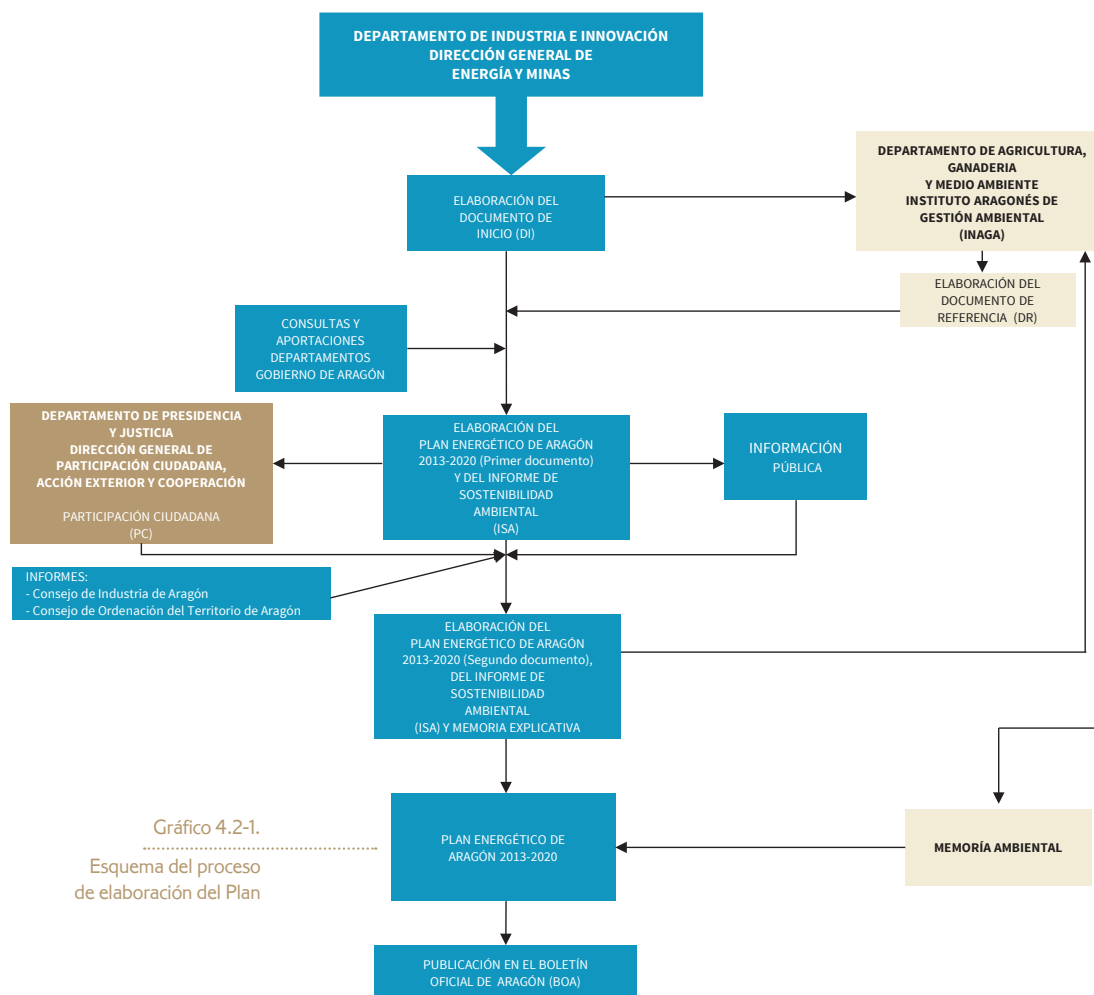 DEPARTAMENTO DE INDUSTRIA E INNOVACIÓN
DIRECCIÓN GENERAL DE
ENERGÍA Y MINAS
DEPARTAMENTO DE AGRICULTURA,
GANADERIA
Y MEDIO AMBIENTE
INSTITUTO ARAGONÉS DE
GESTIÓN AMBIENTAL
(INAGA)
ELABORACIÓN DEL
DOCUMENTO DE
INICIO (DI)
ELABORACIÓN DEL
DOCUMENTO DE
REFERENCIA (DR)
CONSULTAS Y
APORTACIONES
DEPARTAMENTOS
GOBIERNO DE ARAGÓN
DEPARTAMENTO DE PRESIDENCIA
Y JUSTICIA
DIRECCIÓN GENERAL DE
PARTICIPACIÓN CIUDADANA,
ACCIÓN EXTERIOR Y COOPERACIÓN
PARTICIPACIÓN CIUDADANA
(PC)
ELABORACIÓN DEL
PLAN ENERGÉTICO DE ARAGÓN
2013-2020 (Primer documento)
Y DEL INFORME DE
SOSTENIBILIDAD
AMBIENTAL
(ISA)
INFORMACIÓN
PÚBLICA
INFORMES:
- Consejo de Industria de Aragón
- Consejo de Ordenación del Territorio de Aragón
ELABORACIÓN DEL
PLAN ENERGÉTICO DE ARAGÓN
2013-2020 (Segundo documento),
DEL INFORME DE
SOSTENIBILIDAD
AMBIENTAL
(ISA) Y MEMORIA EXPLICATIVA
PLAN ENERGÉTICO DE
ARAGÓN 2013-2020
MEMORÍA AMBIENTAL
Gráfico 4.2-1.
Esquema del proceso
de elaboración del Plan
PUBLICACIÓN EN EL BOLETÍN
OFICIAL DE ARAGÓN (BOA)